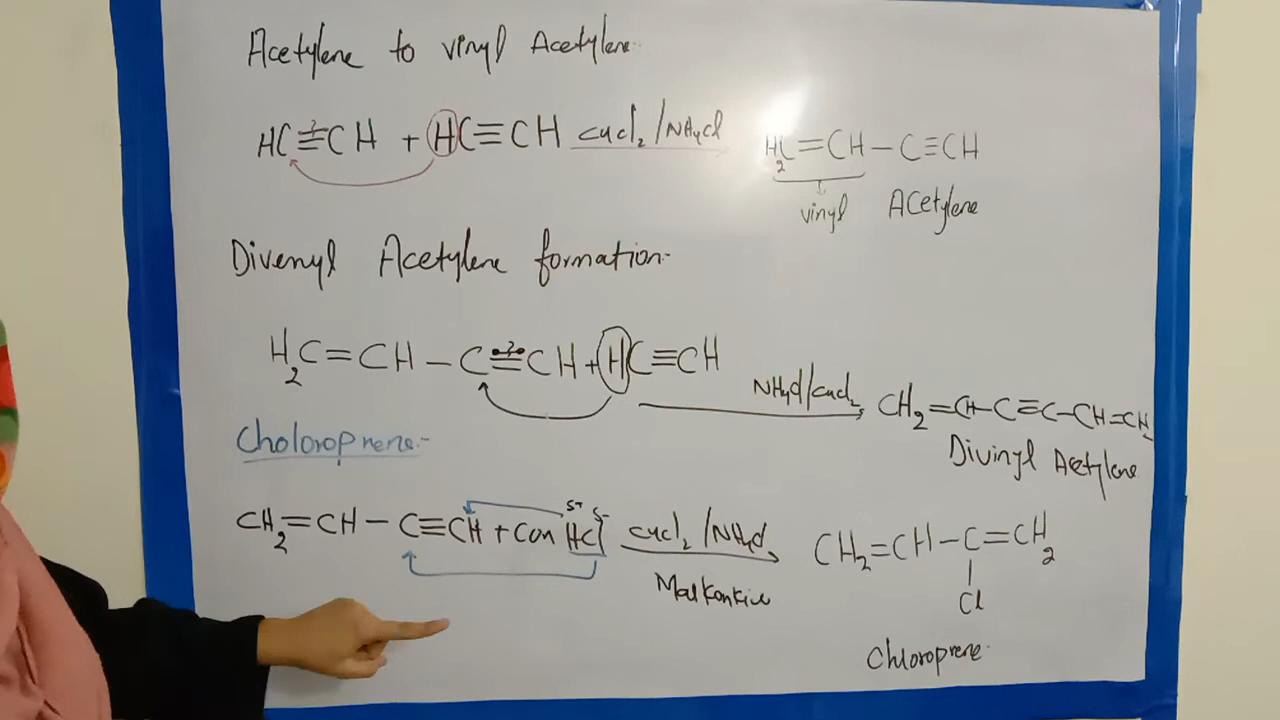 Acetylene to vinyl Acetylene
HC≡CH + HC≡CH cucl₂/NH₄cl H₂C=CH-C≡CH
vinyl Acetylene
Divenyl Acetylene formation
H₂C=CH-C≡CH + HC≡CH NH₄cl/cucl₂ CH₂=CH-C≡C-CH=CH₂
Divinyl Acetylene
Choloroprene:-
CH₂=CH-C≡CH + Con HCl cucl₂/NH₄cl CH₂=CH-C=CH₂
Cl
Chloroprene